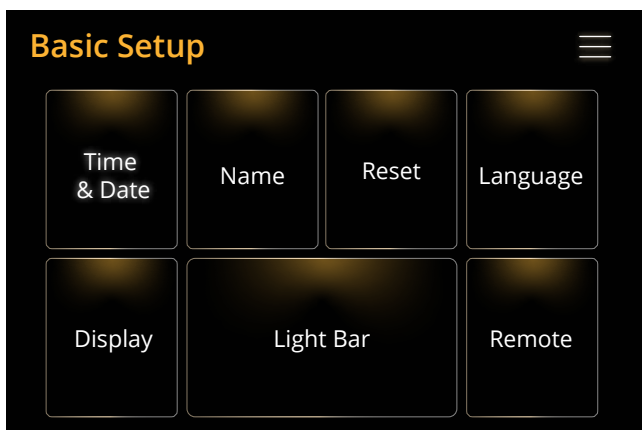 Basic Setup
Time
& Date
Name
Reset
Language
Display
Light Bar
Remote